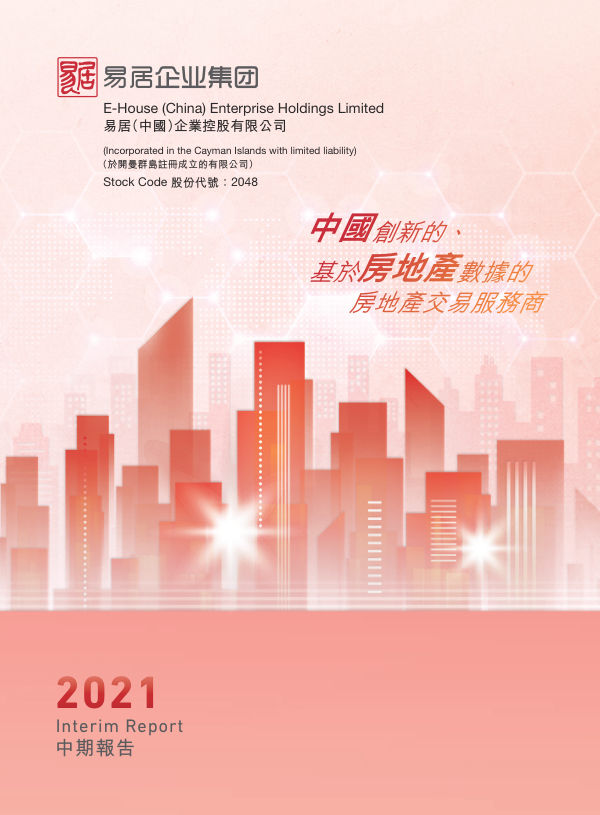 易居 易居企业集团
E-House (China) Enterprise Holdings Limited
易居(中國)企業控股有限公司
(Incorporated in the Cayman Islands with limited liability)
(於開曼群島註冊成立的有限公司)
Stock Code 股份代號：2048
中國創新的、
基於房地產數據的
房地產交易服務商
2021
Interim Report
中期報告